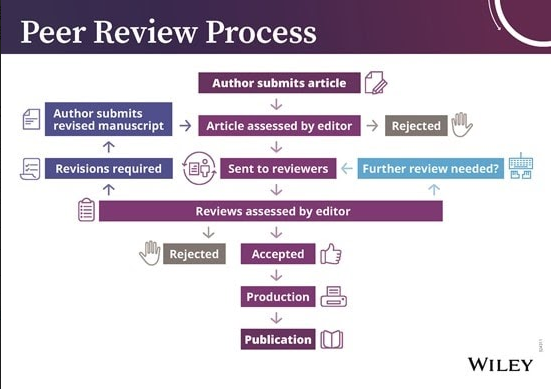 Peer Review Process
Author submits article
Author submits
revised manuscript
Article assessed by editor
Rejected
Revisions required
Sent to reviewers
Further review needed?
Reviews assessed by editor
Rejected
Accepted
Production
Publication
WILEY